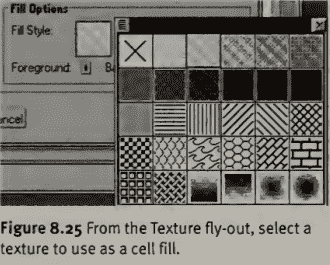 Fill Options
Fill Style:
Foreground:
ncel
Figure 8.25 From the Texture fly-out, select a
texture to use as a cell fill.